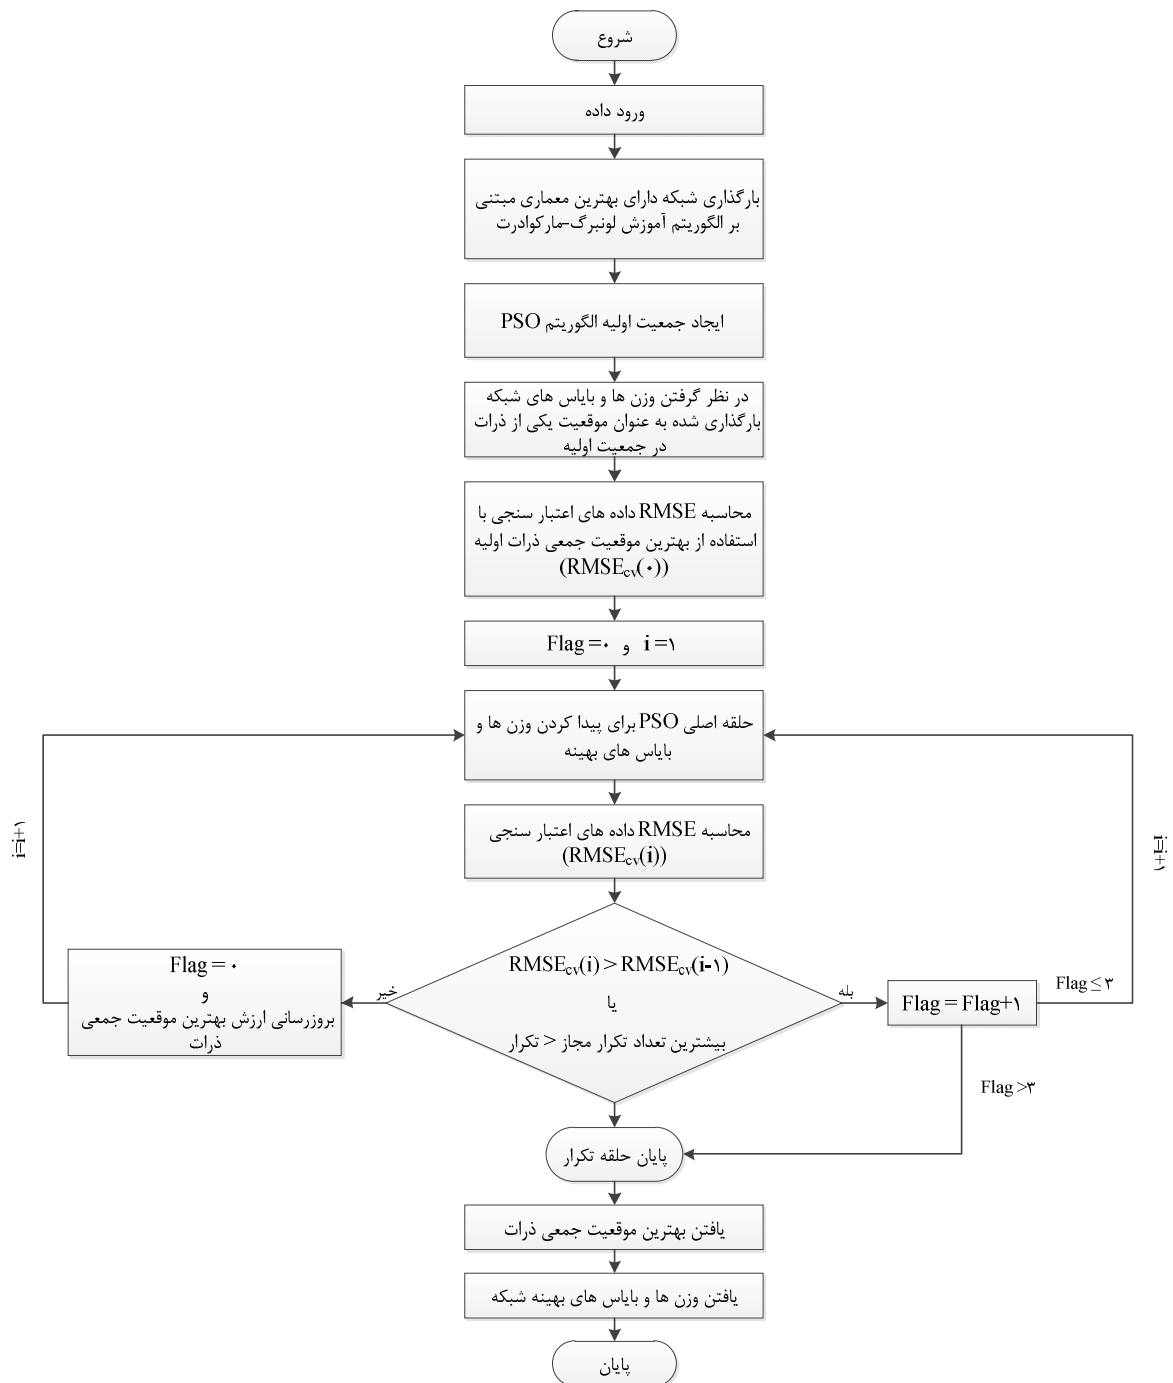 شروع
ورود داده
بارگذاری شبکه دارای بهترین معماری مبتنی
بر الگوریتم آموزش لونبرگ-مارکوادرت
ایجاد جمعیت اولیه الگوریتم PSO
در نظر گرفتن وزن ها و بایاس های شبکه
بارگذاری شده به عنوان موقعیت یکی از ذرات
در جمعیت اولیه
محاسبه RMSE داده های اعتبار سنجی با
استفاده از بهترین موقعیت جمعی ذرات اولیه
(RMSEcv(۰))
Flag =۰ و i =۱
حلقه اصلی PSO برای پیدا کردن وزن ها و
بایاس های بهینه
محاسبه RMSE داده های اعتبار سنجی
(RMSEcv(i))
i=i+۱
i=i+۱
RMSEcv(i) > RMSEcv(i-۱)
یا
بیشترین تعداد تکرار مجاز < تکرار
بله
خیر
Flag = Flag+۱
Flag ≤ ۳
Flag >۳
Flag = ۰
و
بروزرسانی ارزش بهترین موقعیت جمعی
ذرات
پایان حلقه تکرار
یافتن بهترین موقعیت جمعی ذرات
یافتن وزن ها و بایاس های بهینه شبکه
پایان